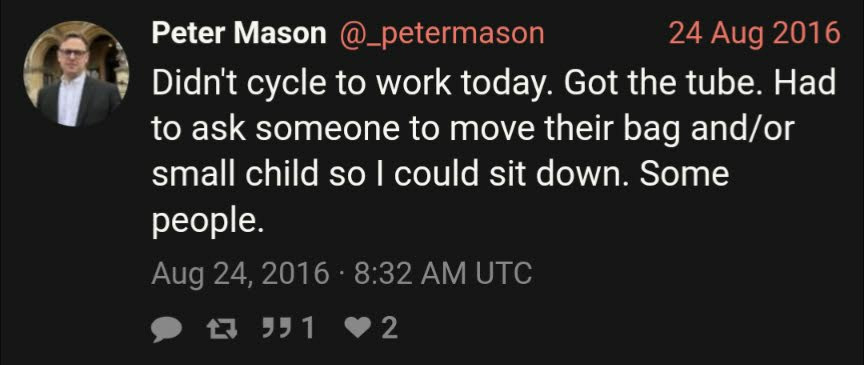 Peter Mason @_petermason 24 Aug 2016
Didn't cycle to work today. Got the tube. Had
to ask someone to move their bag and/or
small child so I could sit down. Some
people.
Aug 24, 2016 · 8:32 AM UTC
1 2